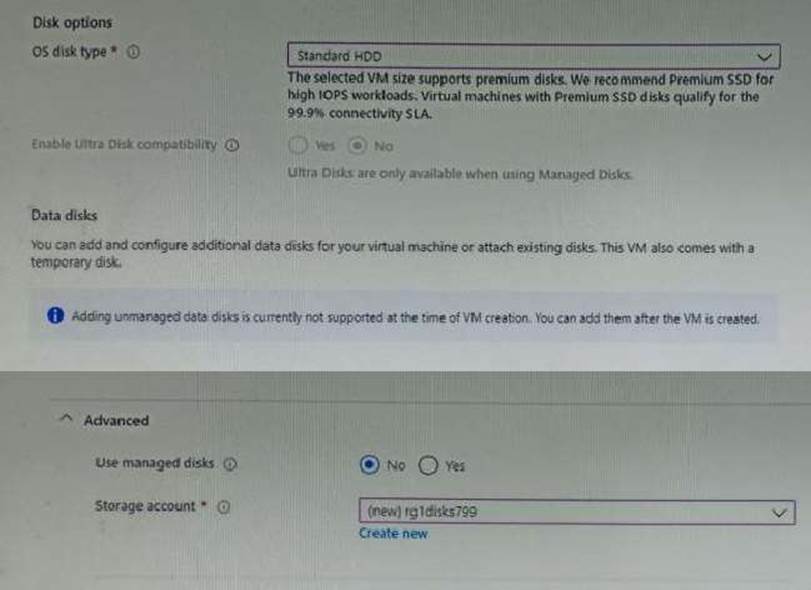 Disk options
OS disk type *
Standard HDD
The selected VM size supports premium disks. We recommend Premium SSD for
high IOPS workloads. Virtual machines with Premium SSD disks qualify for the
99.9% connectivity SLA.
Enable Ultra Disk compatibility
Yes No
Ultra Disks are only available when using Managed Disks.
Data disks
You can add and configure additional data disks for your virtual machine or attach existing disks. This VM also comes with a
temporary disk.
Adding unmanaged data disks is currently not supported at the time of VM creation. You can add them after the VM is created.
Advanced
Use managed disks
No Yes
Storage account *
(new) rg1disks799
Create new